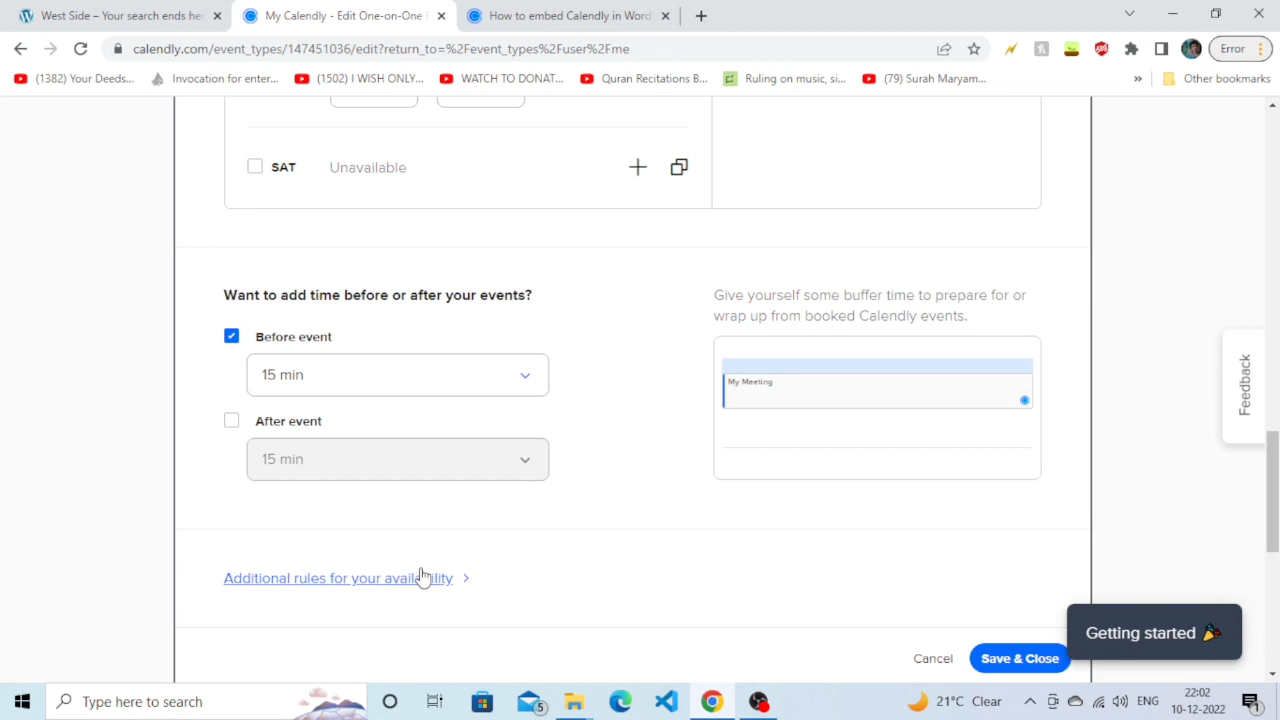 West Side – Your search ends her
My Calendly - Edit One-on-One
How to embed Calendly in Word
calendly.com/event_types/147451036/edit?return_to=%2Fevent_types%2Fuser%2Fme
Error
(1382) Your Deeds...
Invocation for enter...
(1502) I WISH ONLY...
WATCH TO DONAT...
Quran Recitations B...
Ruling on music, si...
(79) Surah Maryam...
»
Other bookmarks
SAT
Unavailable
Want to add time before or after your events?
Before event
15 min
After event
15 min
Give yourself some buffer time to prepare for or
wrap up from booked Calendly events.
My Meeting
Feedback
Additional rules for your availability
Cancel
Save & Close
Getting started
Type here to search
5
21°C Clear
ENG
22:02
10-12-2022
1